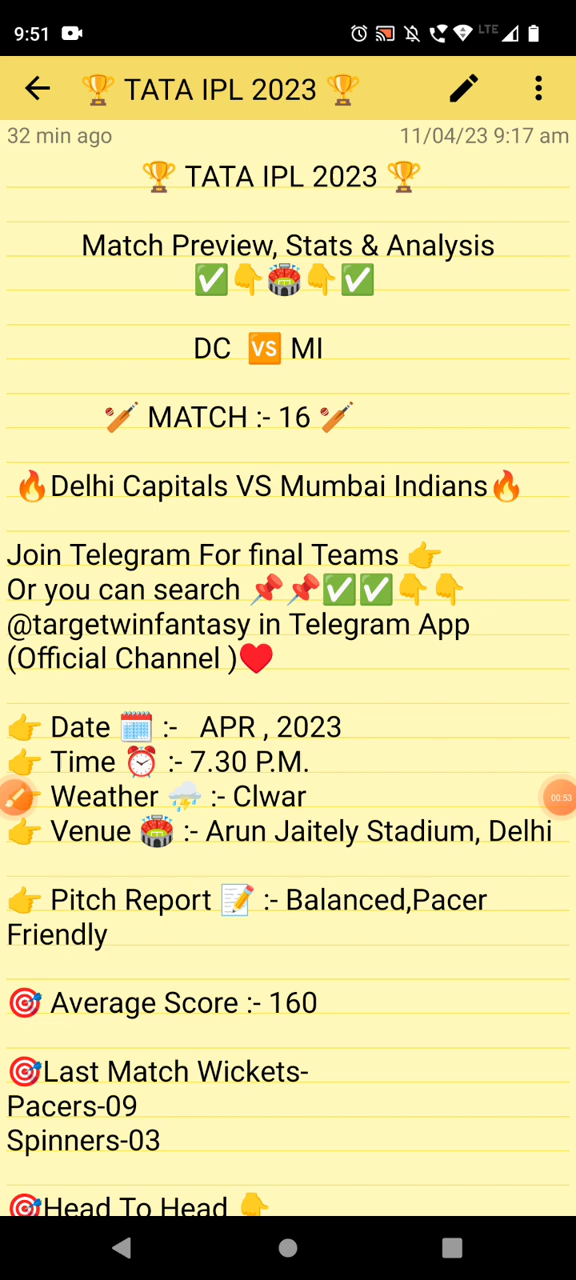 9:51
LTE
🏆 TATA IPL 2023 🏆
32 min ago 11/04/23 9:17 am
🏆 TATA IPL 2023 🏆
Match Preview, Stats & Analysis
✅👇🏟️👇✅
DC 🆚 MI
🏏 MATCH :- 16 🏏
🔥Delhi Capitals VS Mumbai Indians🔥
Join Telegram For final Teams 👉
Or you can search 📌📌✅✅👇👇
@targetwinfantasy in Telegram App
(Official Channel )♥️
👉 Date 🗓️ :- APR , 2023
👉 Time ⏰ :- 7.30 P.M.
Weather ⛈️ :- Clwar
00:53
👉 Venue 🏟️ :- Arun Jaitely Stadium, Delhi
👉 Pitch Report 📝 :- Balanced,Pacer
Friendly
🎯 Average Score :- 160
🎯Last Match Wickets-
Pacers-09
Spinners-03
🎯Head To Head 👇